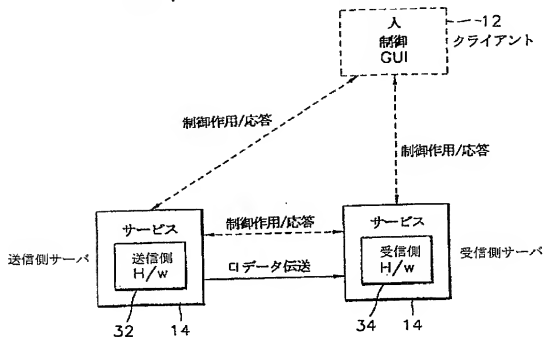 人
制御
GUI
12
クライアント
制御作用/応答
制御作用/応答
サービス
制御作用/応答
サービス
送信側サーバ
送信側
H/w
CIデータ伝送
受信側
H/w
受信側サーバ
32
14
34
14